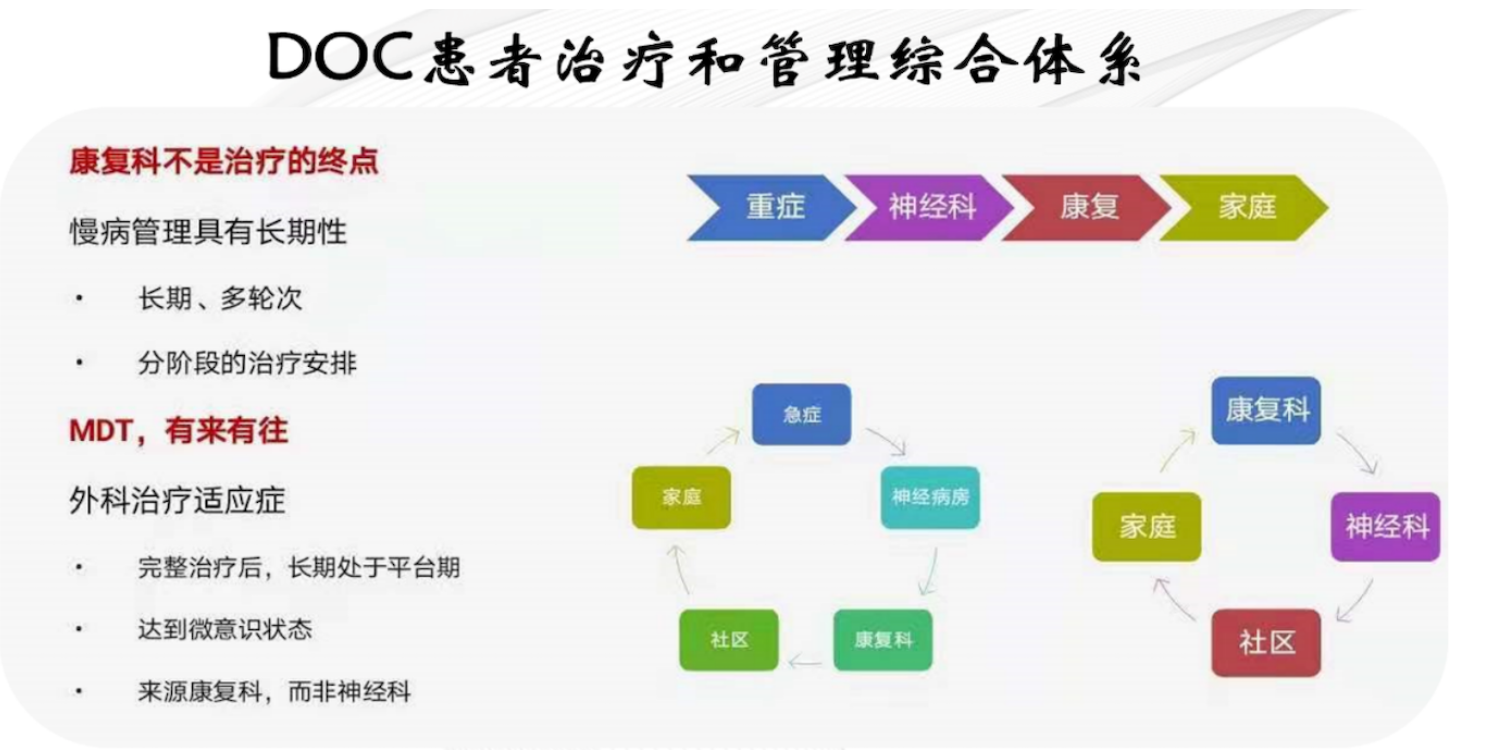 DOC患者治疗和管理综合体系
康复科不是治疗的终点
慢病管理具有长期性
· 长期、多轮次
· 分阶段的治疗安排
MDT，有来有往
外科治疗适应症
· 完整治疗后，长期处于平台期
· 达到微意识状态
· 来源康复科，而非神经科
重症 神经科 康复 家庭
急症
神经病房
康复科
社区
家庭
康复科
神经科
社区
家庭